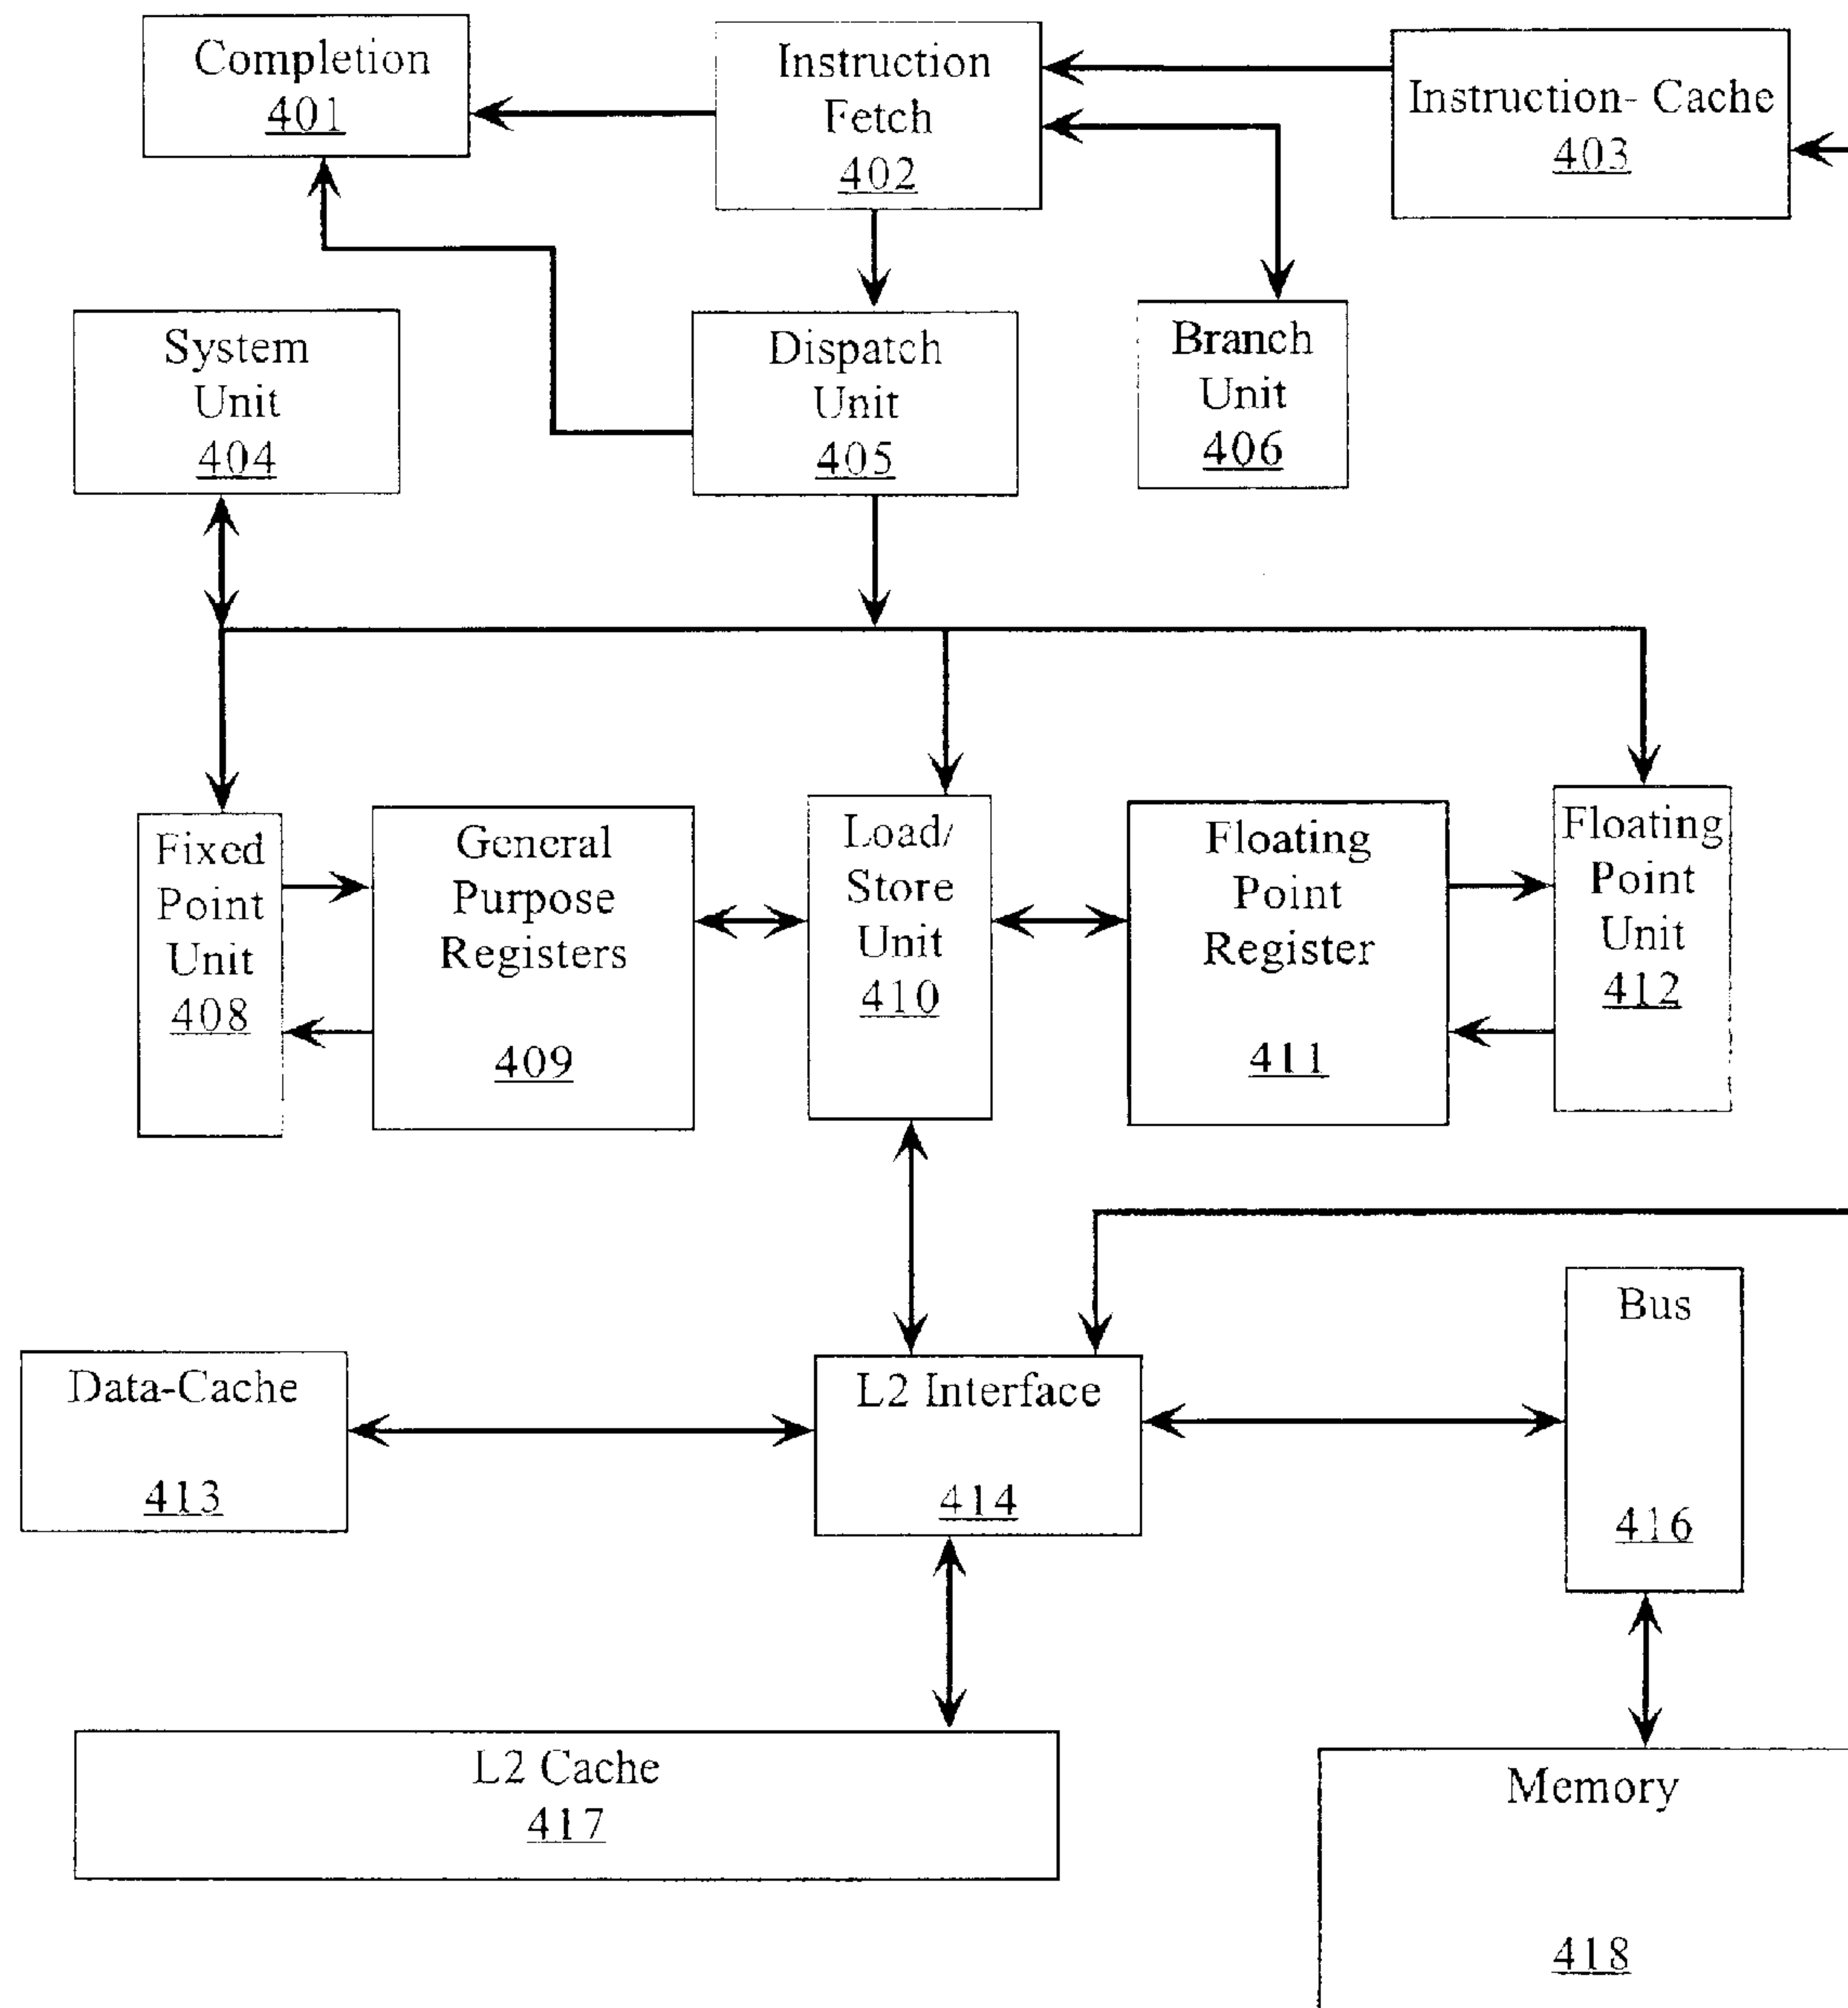 Completion
401
Instruction
Fetch
402
Instruction- Cache
403
System
Unit
404
Dispatch
Unit
405
Branch
Unit
406
Fixed
Point
Unit
408
General
Purpose
Registers
409
Load/
Store
Unit
410
Floating
Point
Register
411
Floating
Point
Unit
412
Data-Cache
413
L2 Interface
414
Bus
416
L2 Cache
417
Memory
418